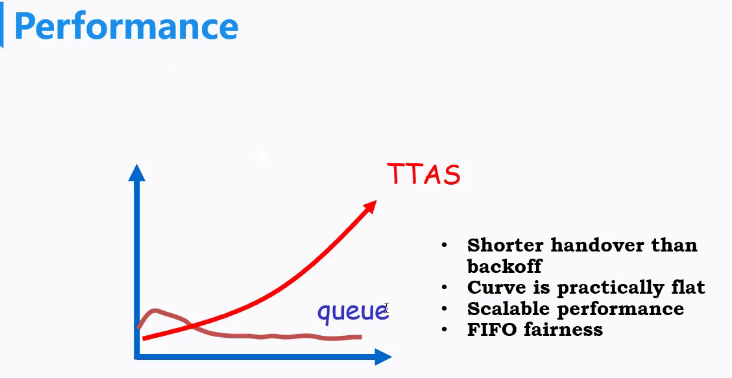 Performance
TTAS
queue
• Shorter handover than
backoff
• Curve is practically flat
• Scalable performance
• FIFO fairness